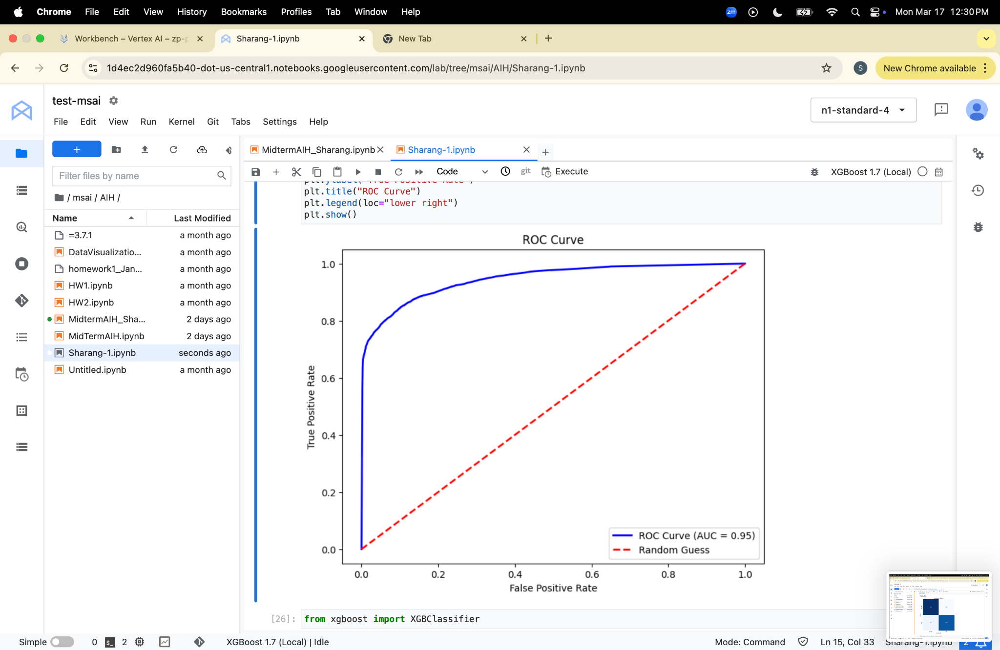 Chrome File Edit View History Bookmarks Profiles Tab Window Help zm Mon Mar 17 12:30 PM
Workbench – Vertex AI – zp-p Sharang-1.ipynb New Tab
1d4ec2d960fa5b40-dot-us-central1.notebooks.googleusercontent.com/lab/tree/msai/AIH/Sharang-1.ipynb S New Chrome available
test-msai
n1-standard-4
File Edit View Run Kernel Git Tabs Settings Help
MidtermAIH_Sharang.ipynb Sharang-1.ipynb
Code git Execute XGBoost 1.7 (Local)
Filter files by name
/ msai / AIH /
Name Last Modified
=3.7.1 a month ago
DataVisualizatio... a month ago
homework1_Jan... a month ago
HW1.ipynb a month ago
HW2.ipynb a month ago
MidtermAIH_Sha... 2 days ago
MidTermAIH.ipynb 2 days ago
Sharang-1.ipynb seconds ago
Untitled.ipynb a month ago
plt.ylabel("True Positive Rate")
plt.title("ROC Curve")
plt.legend(loc="lower right")
plt.show()
ROC Curve
1.0
0.8
0.6
0.4
0.2
0.0
True Positive Rate
ROC Curve (AUC = 0.95)
Random Guess
0.0 0.2 0.4 0.6 0.8 1.0
False Positive Rate
[26]: from xgboost import XGBClassifier
Simple 0 $_ 2 XGBoost 1.7 (Local) | Idle Mode: Command Ln 15, Col 33 Sharang-1.ipynb 2